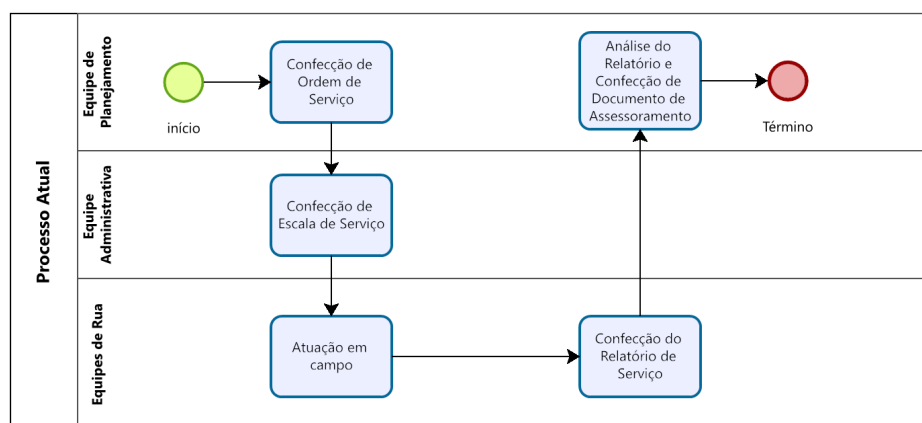 Processo Atual
Equipe de
Planejamento
início
Confecção de
Ordem de
Serviço
Análise do
Relatório e
Confecção de
Documento de
Assessoramento
Término
Equipe
Administrativa
Confecção de
Escala de Serviço
Equipes de Rua
Atuação em
campo
Confecção do
Relatório de
Serviço